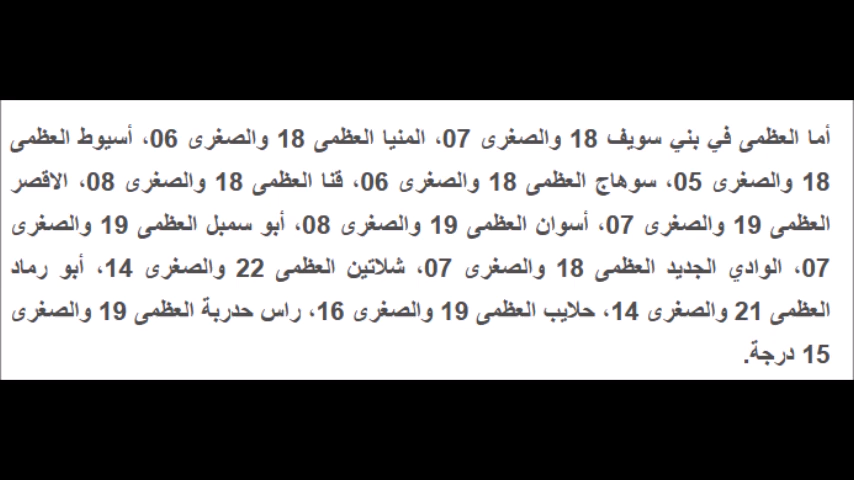 أما العظمى في بني سويف 18 والصغرى 07، المنيا العظمى 18 والصغرى 06، أسيوط العظمى
18 والصغرى 05، سوهاج العظمى 18 والصغرى 06، قنا العظمى 18 والصغرى 08، الاقصر
العظمى 19 والصغرى 07، أسوان العظمى 19 والصغرى 08، أبو سمبل العظمى 19 والصغرى
07، الوادي الجديد العظمى 18 والصغرى 07، شلاتين العظمى 22 والصغرى 14، أبو رماد
العظمى 21 والصغرى 14، حلايب العظمى 19 والصغرى 16، راس حدربة العظمى 19 والصغرى
15 درجة.